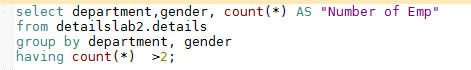 select department,gender, count(*) AS "Number of Emp"
from detailslab2.details
group by department, gender
having count(*)  >2;